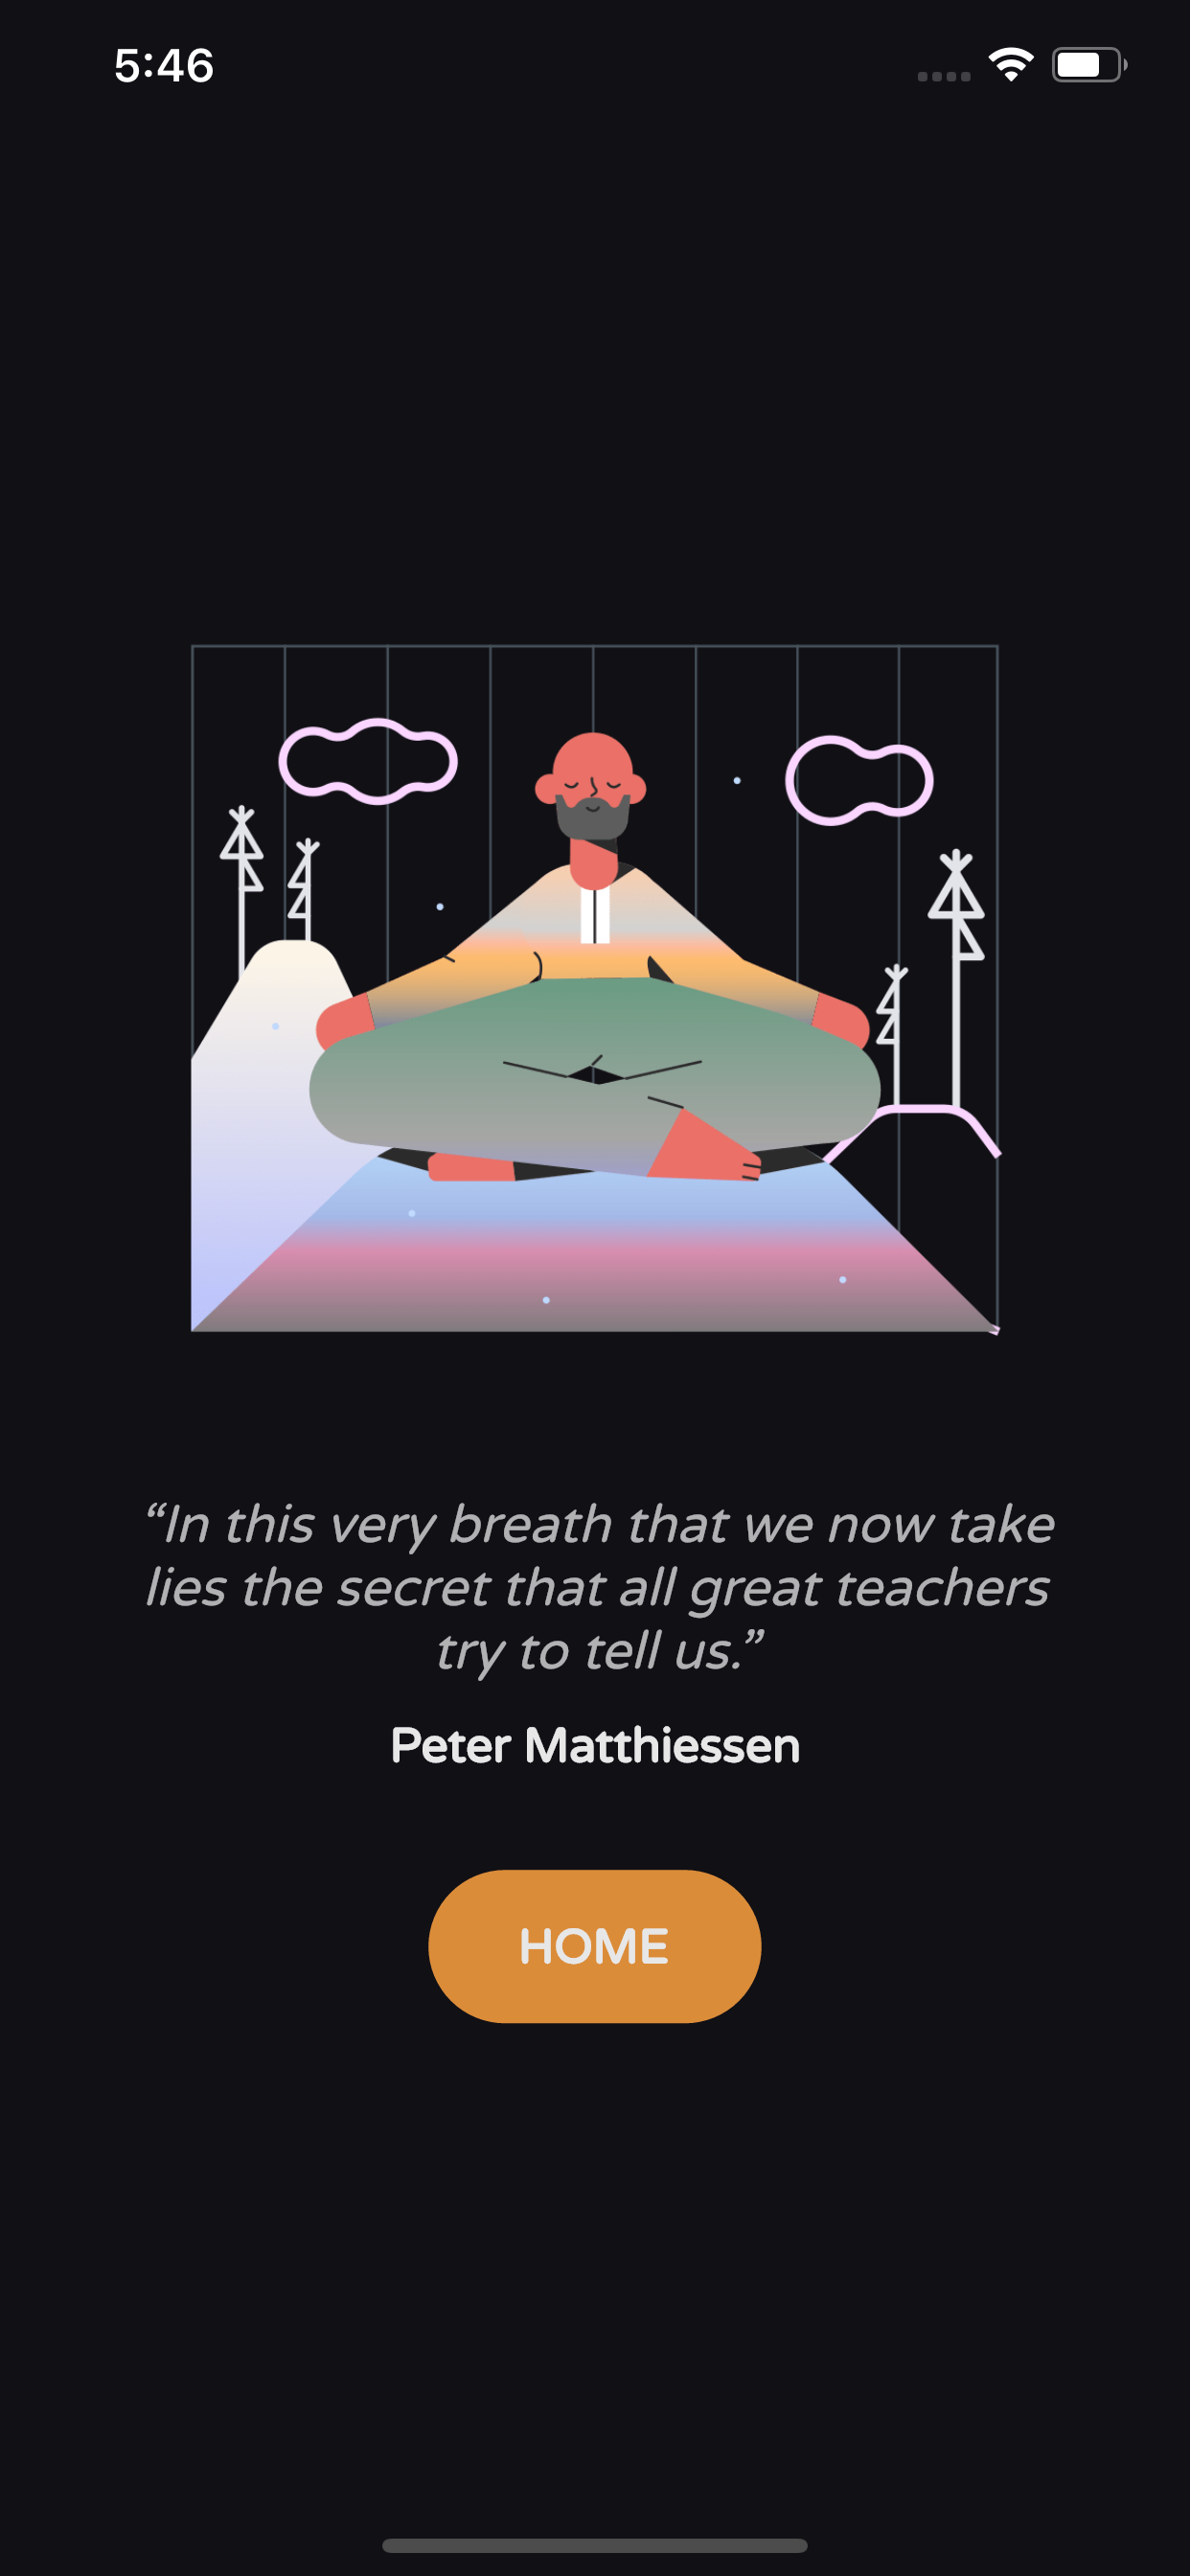 5:46
“In this very breath that we now take
lies the secret that all great teachers
try to tell us.”
Peter Matthiessen
HOME